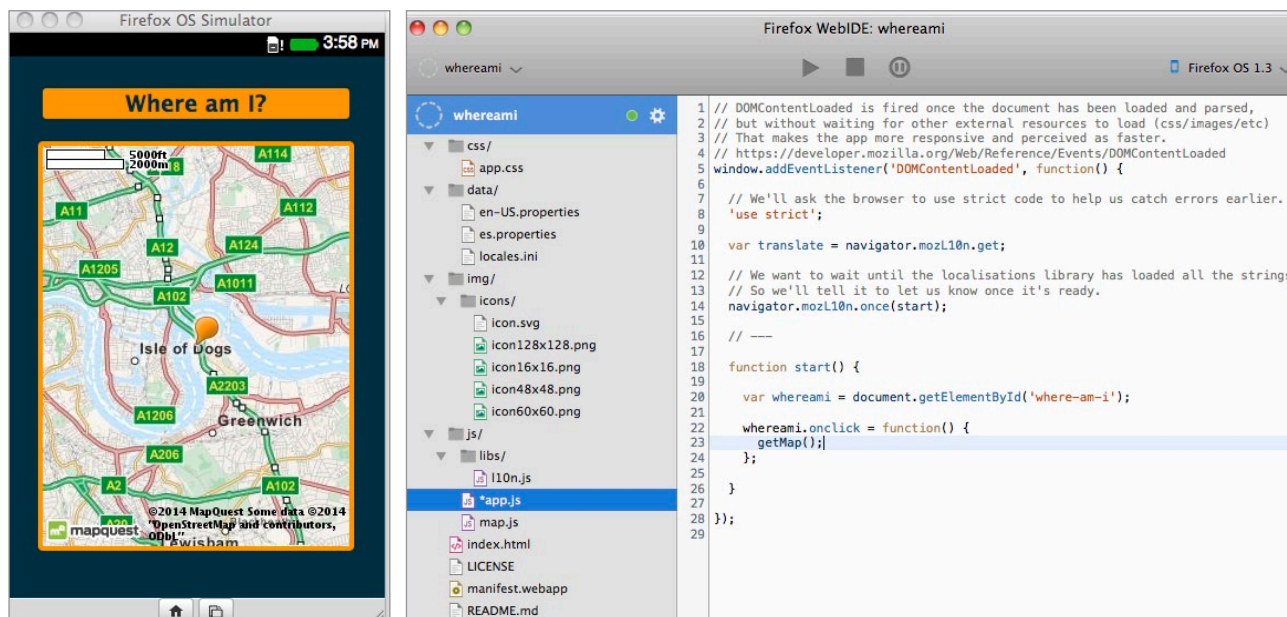 Firefox OS Simulator
3:58 PM
Where am I?
5000ft
2000m
A114
A11
A112
A12
A124
A1205
A1011
A102
Isle of Dogs
A2203
A1206
Greenwich
A206
A2
A102
©2014 MapQuest Some data ©2014
"OpenStreetMap and contributors,
ODbL"
mapquest
Lewisham
Firefox WebIDE: whereami
whereami
Firefox OS 1.3
whereami
css/
app.css
data/
en-US.properties
es.properties
locales.ini
img/
icons/
icon.svg
icon128x128.png
icon16x16.png
icon48x48.png
icon60x60.png
js/
libs/
l10n.js
*app.js
map.js
index.html
LICENSE
manifest.webapp
README.md
1 // DOMContentLoaded is fired once the document has been loaded and parsed,
2 // but without waiting for other external resources to load (css/images/etc)
3 // That makes the app more responsive and perceived as faster.
4 // https://developer.mozilla.org/Web/Reference/Events/DOMContentLoaded
5 window.addEventListener('DOMContentLoaded', function() {
6
7 // We'll ask the browser to use strict code to help us catch errors earlier.
8 'use strict';
9
10 var translate = navigator.mozL10n.get;
11
12 // We want to wait until the localisations library has loaded all the strings
13 // So we'll tell it to let us know once it's ready.
14 navigator.mozL10n.once(start);
15
16 // ---
17
18 function start() {
19
20 var whereami = document.getElementById('where-am-i');
21
22 whereami.onclick = function() {
23 getMap();
24 };
25
26 }
27
28 });
29